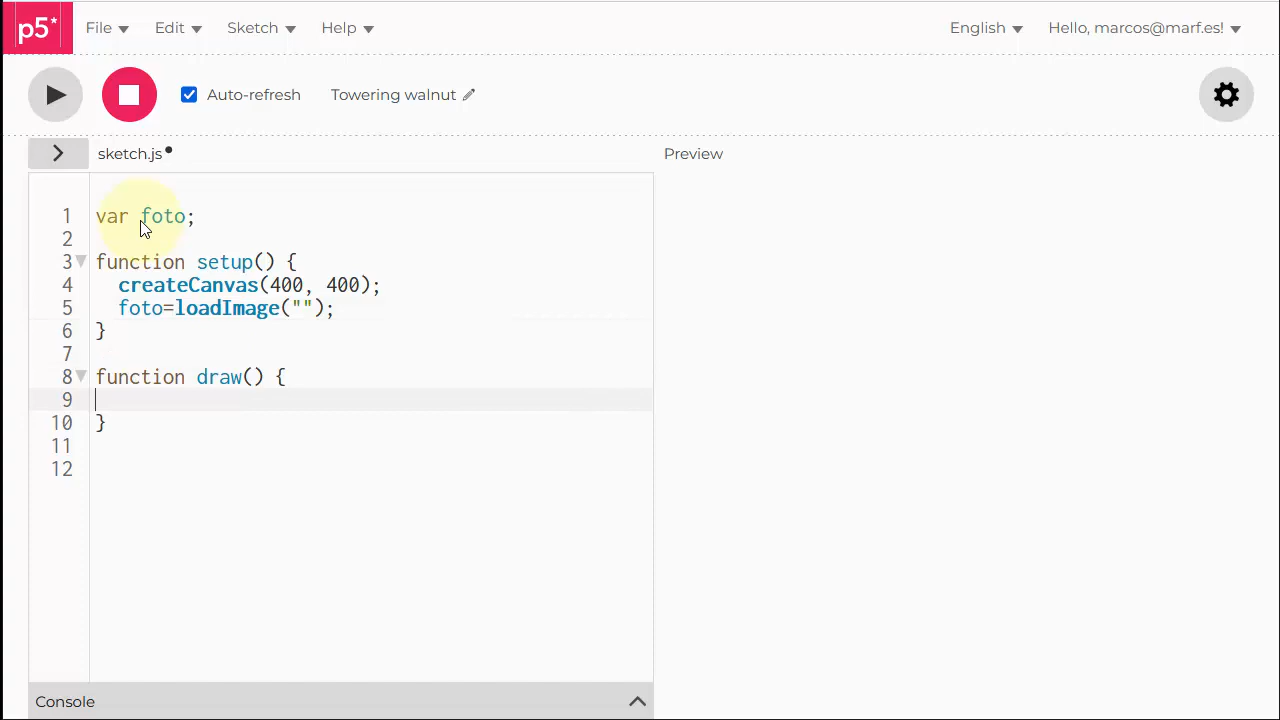 p5*
File Edit Sketch Help English Hello, marcos@marf.es!
Auto-refresh Towering walnut
sketch.js Preview
1 var foto;
2
3 function setup() {
4 createCanvas(400, 400);
5 foto=loadImage("");
6 }
7
8 function draw() {
9
10 }
11
12
Console